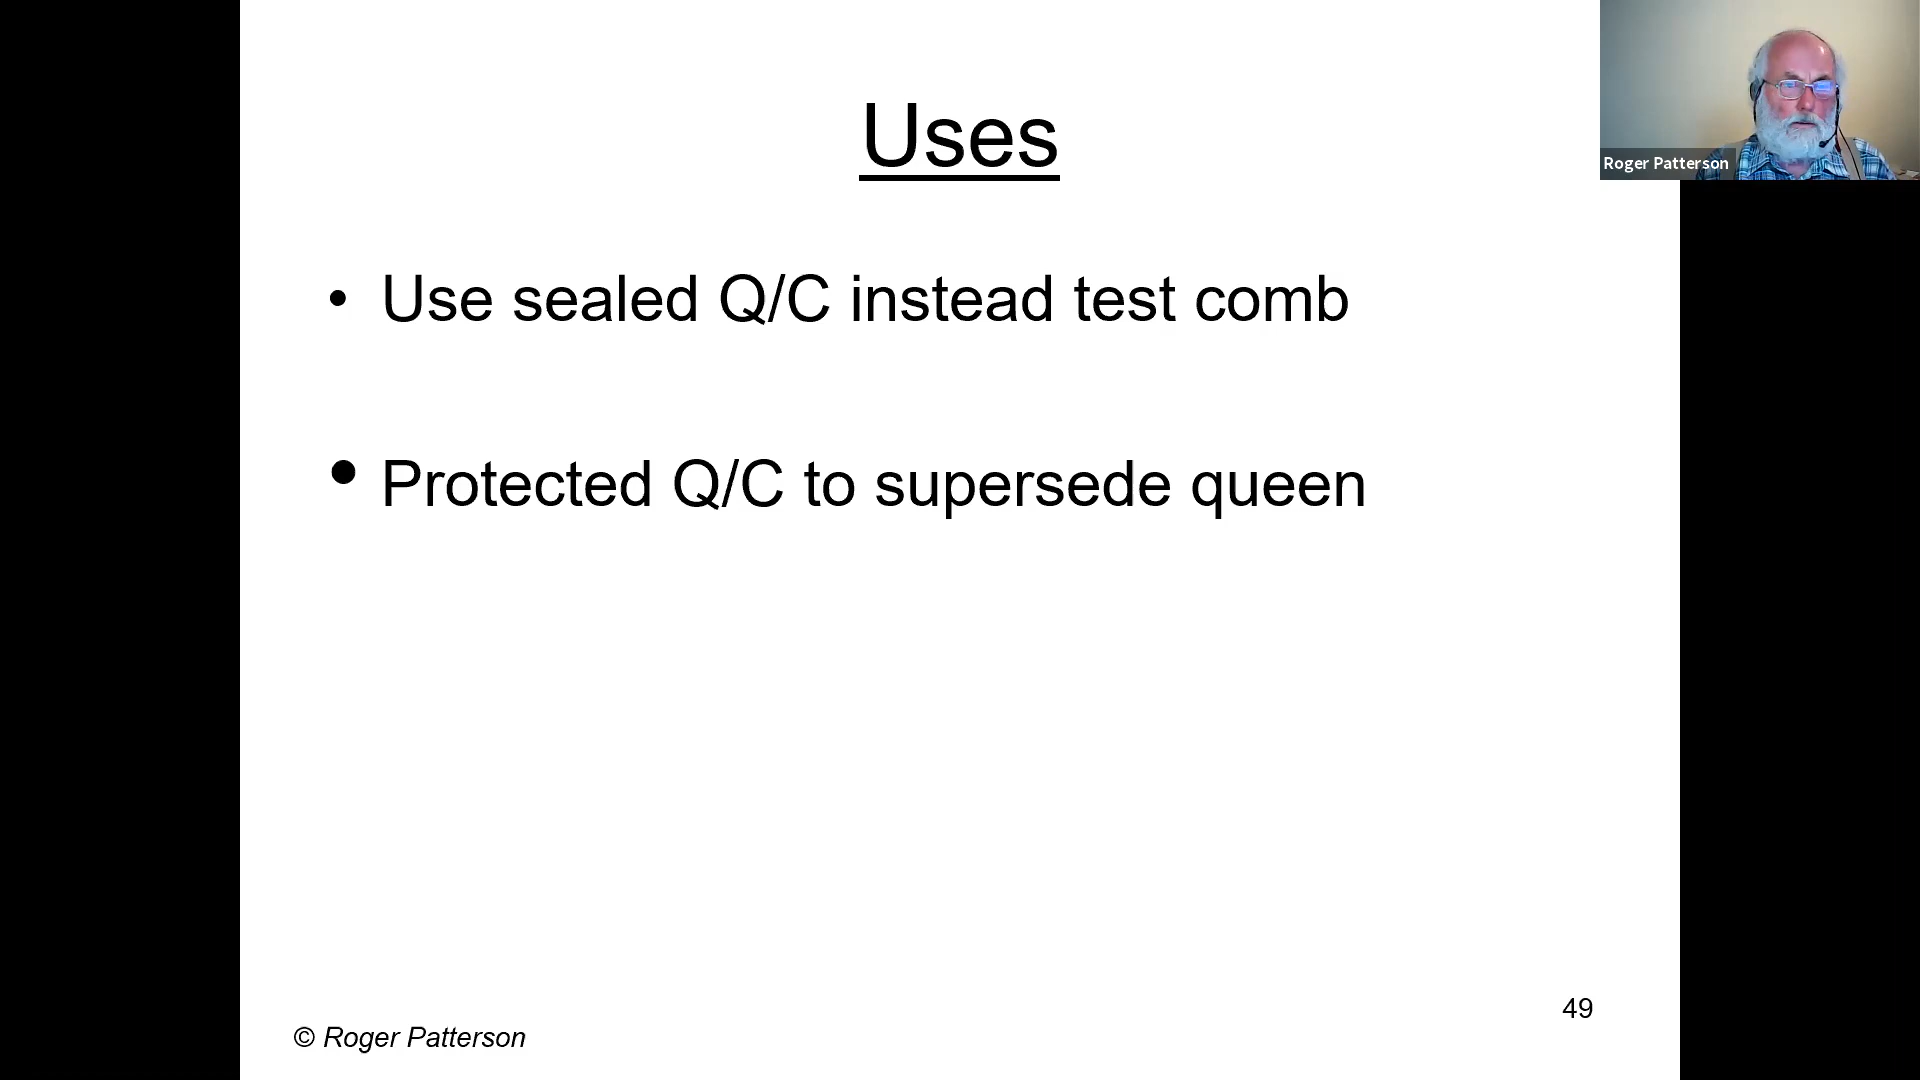 Uses
Roger Patterson
• Use sealed Q/C instead test comb
• Protected Q/C to supersede queen
49
© Roger Patterson